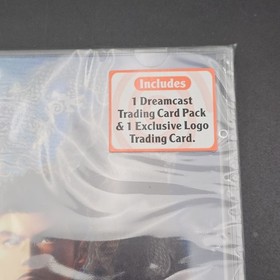 Includes
1 Dreamcast
Trading Card Pack
& 1 Exclusive Logo
Trading Card.